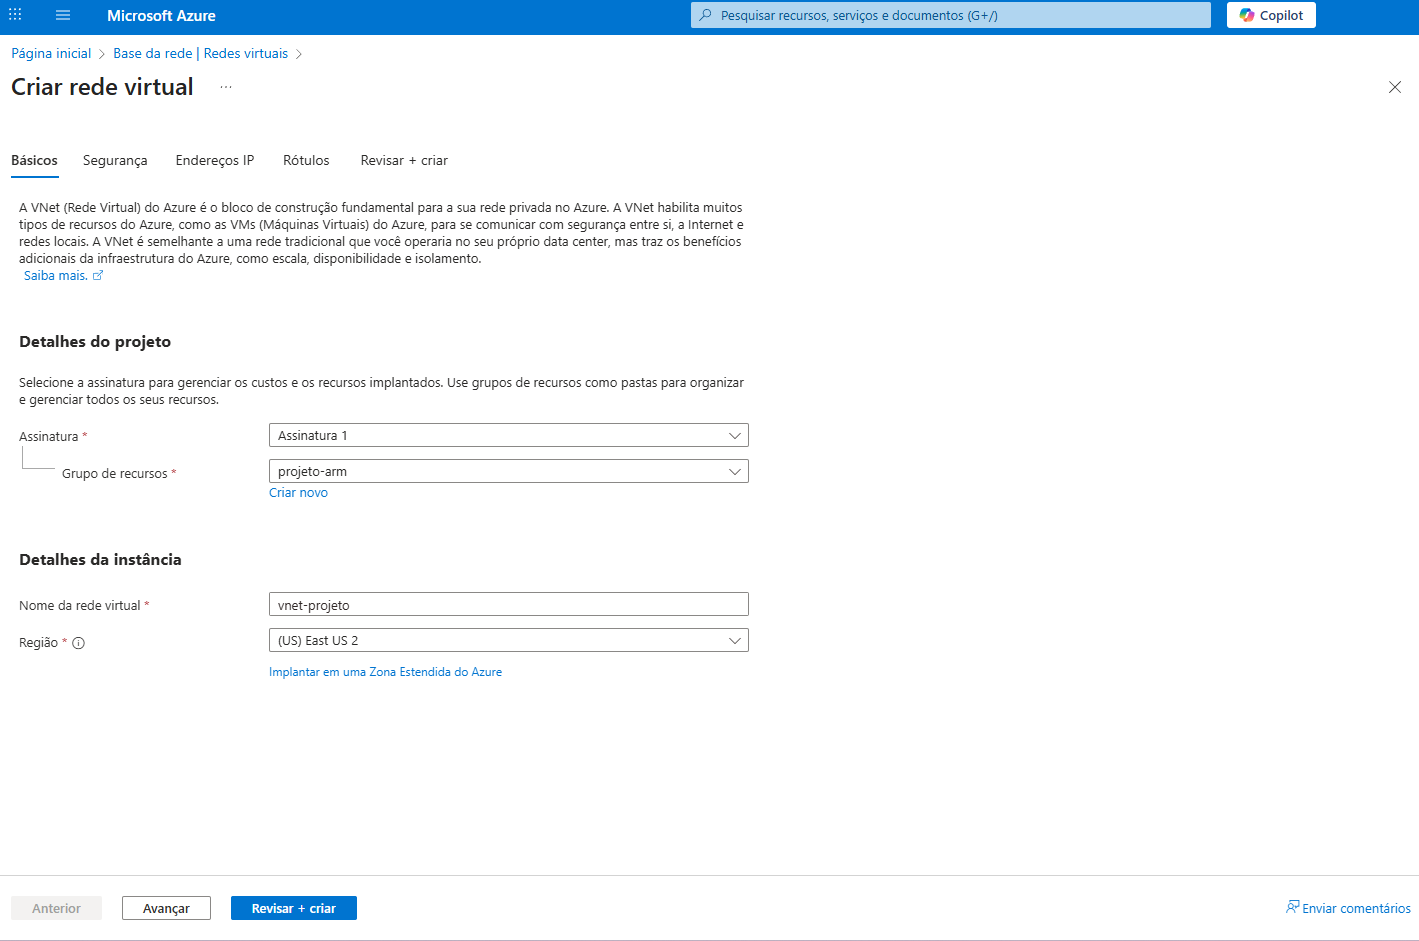 Microsoft Azure
Pesquisar recursos, serviços e documentos (G+/)
Copilot
Página inicial
Base da rede | Redes virtuais
Criar rede virtual
Básicos
Segurança
Endereços IP
Rótulos
Revisar + criar
A VNet (Rede Virtual) do Azure é o bloco de construção fundamental para a sua rede privada no Azure. A VNet habilita muitos
tipos de recursos do Azure, como as VMs (Máquinas Virtuais) do Azure, para se comunicar com segurança entre si, a Internet e
redes locais. A VNet é semelhante a uma rede tradicional que você operaria no seu próprio data center, mas traz os benefícios
adicionais da infraestrutura do Azure, como escala, disponibilidade e isolamento.
Saiba mais.
Detalhes do projeto
Selecione a assinatura para gerenciar os custos e os recursos implantados. Use grupos de recursos como pastas para organizar
e gerenciar todos os seus recursos.
Assinatura *
Assinatura 1
Grupo de recursos *
projeto-arm
Criar novo
Detalhes da instância
Nome da rede virtual *
vnet-projeto
Região *
(US) East US 2
Implantar em uma Zona Estendida do Azure
Anterior
Avançar
Revisar + criar
Enviar comentários